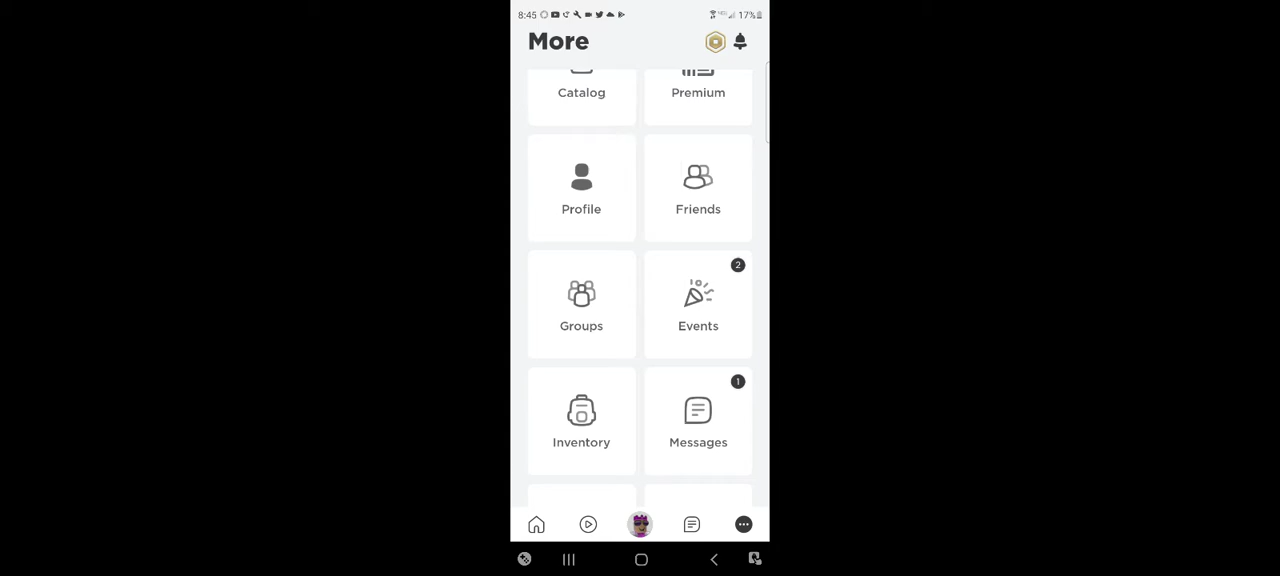 8:45 17%
More
Catalog Premium
Profile Friends
2
Groups Events
1
Inventory Messages